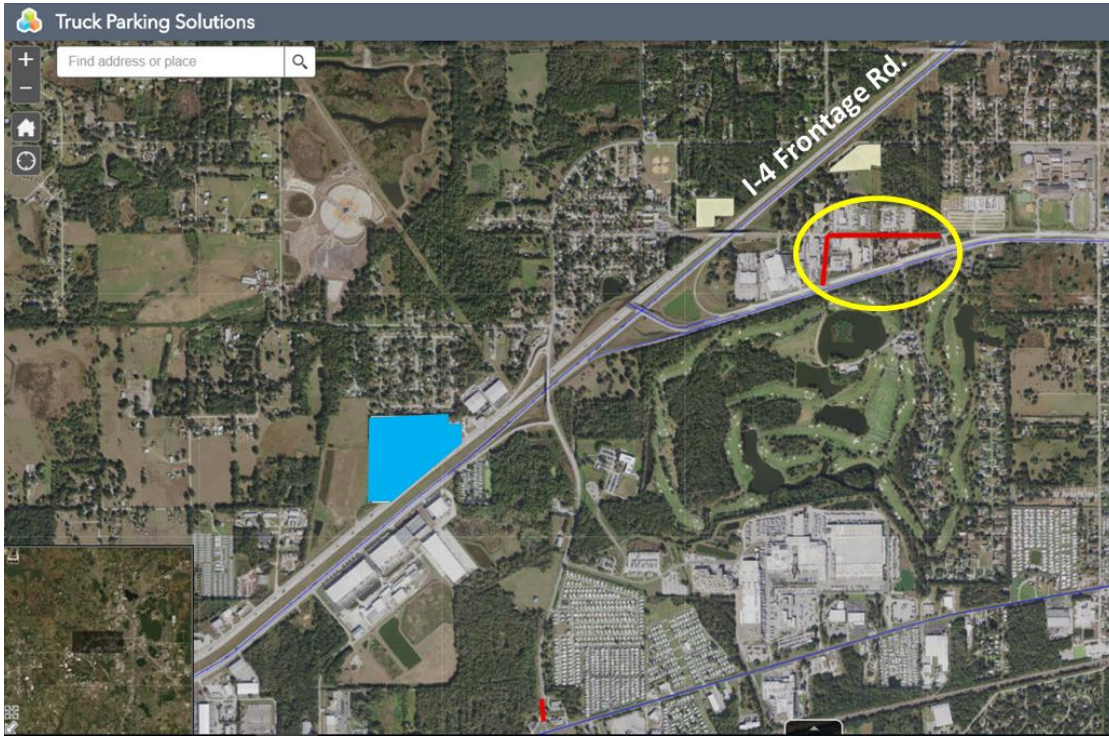 Truck Parking Solutions
Find address or place
I-4 Frontage Rd.